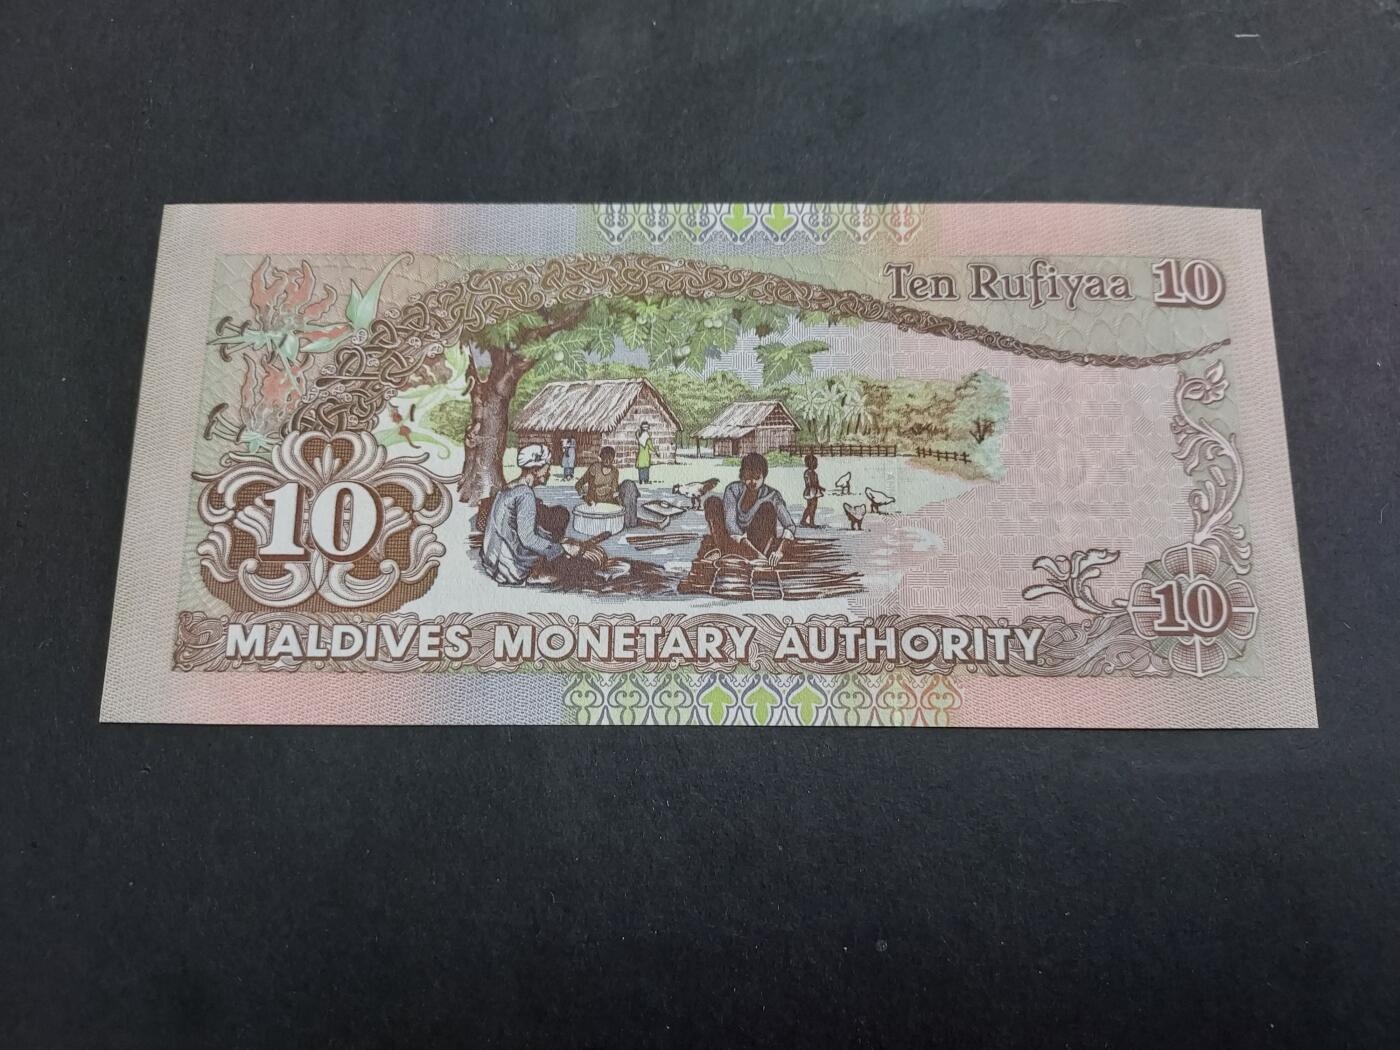 Ten Rufiyaa 10
10
10
MALDIVES MONETARY AUTHORITY